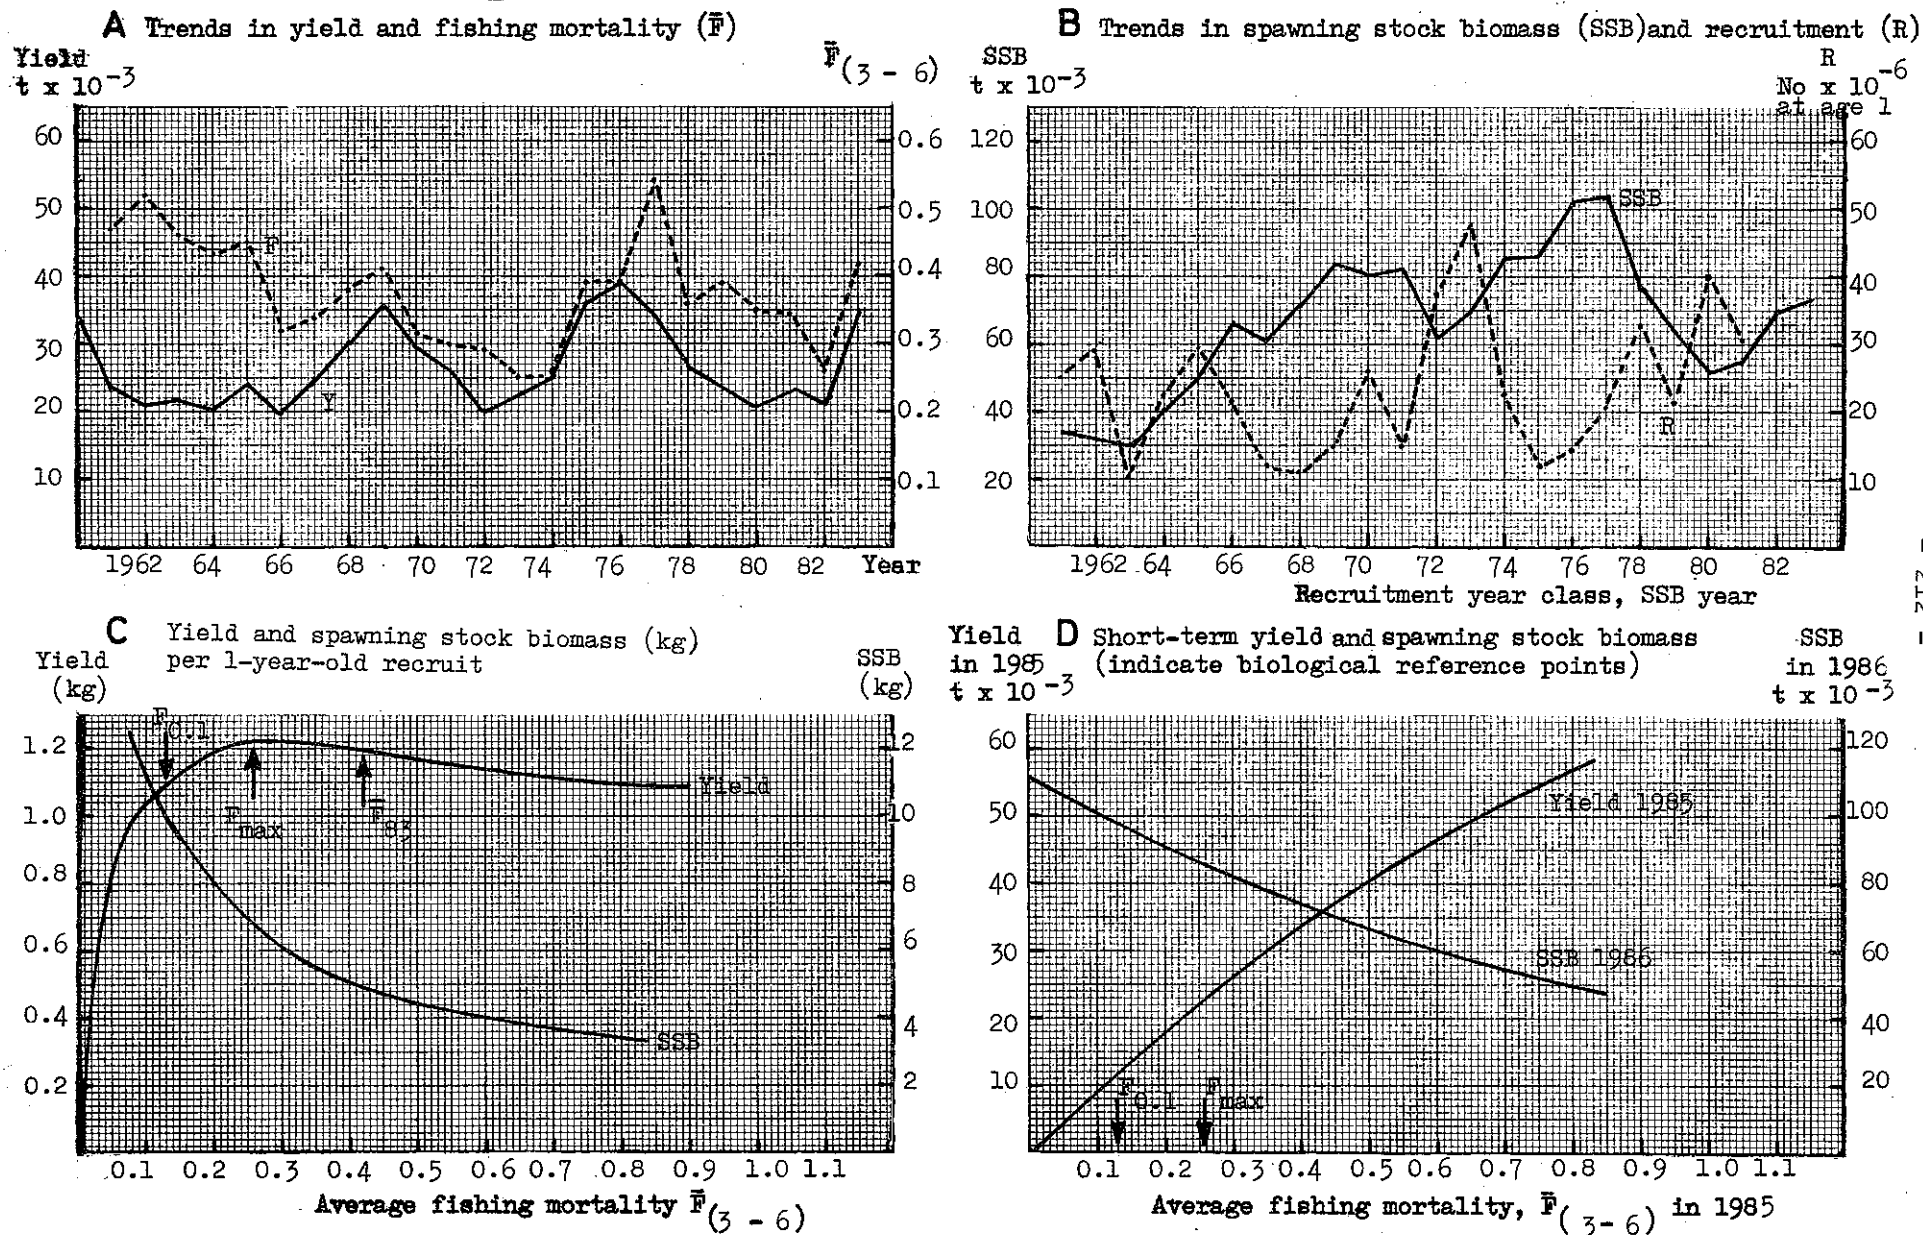 A Trends in yield and fishing mortality (F̄)
Yield
t x 10-3
F̄(3 - 6)
60
50
40
30
20
10
0.6
0.5
0.4
0.3
0.2
0.1
F
Y
1962 64 66 68 70 72 74 76 78 80 82 Year
B Trends in spawning stock biomass (SSB)and recruitment (R)
SSB
t x 10-3
R
No x 10-6
at age 1
120
100
80
60
40
20
60
50
40
30
20
10
SSB
R
1962 64 66 68 70 72 74 76 78 80 82
Recruitment year class, SSB year
C Yield and spawning stock biomass (kg)
per 1-year-old recruit
Yield
(kg)
SSB
(kg)
1.2
1.0
0.8
0.6
0.4
0.2
12
10
8
6
4
2
F0.1
Fmax
F̄83
Yield
SSB
0.1 0.2 0.3 0.4 0.5 0.6 0.7 0.8 0.9 1.0 1.1
Average fishing mortality F̄(3 - 6)
D Short-term yield and spawning stock biomass
(indicate biological reference points)
Yield
in 1985
t x 10-3
SSB
in 1986
t x 10-3
60
50
40
30
20
10
120
100
80
60
40
20
Yield 1985
SSB 1986
F0.1
Fmax
0.1 0.2 0.3 0.4 0.5 0.6 0.7 0.8 0.9 1.0 1.1
Average fishing mortality, F̄(3-6) in 1985